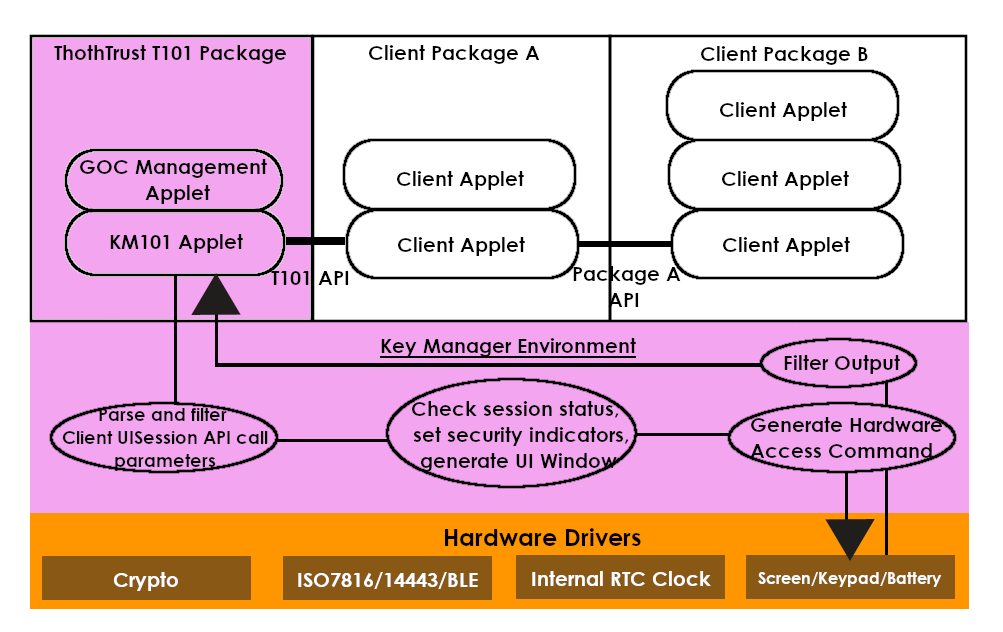 ThothTrust T101 Package
Client Package A
Client Package B
Client Applet
GOC Management
Applet
Client Applet
Client Applet
KM101 Applet
Client Applet
Client Applet
T101 API
Package A
API
Key Manager Environment
Filter Output
Parse and filter
Client UISession API call
parameters
Check session status,
set security indicators,
generate UI Window
Generate Hardware
Access Command
Hardware Drivers
Crypto
ISO7816/14443/BLE
Internal RTC Clock
Screen/Keypad/Battery